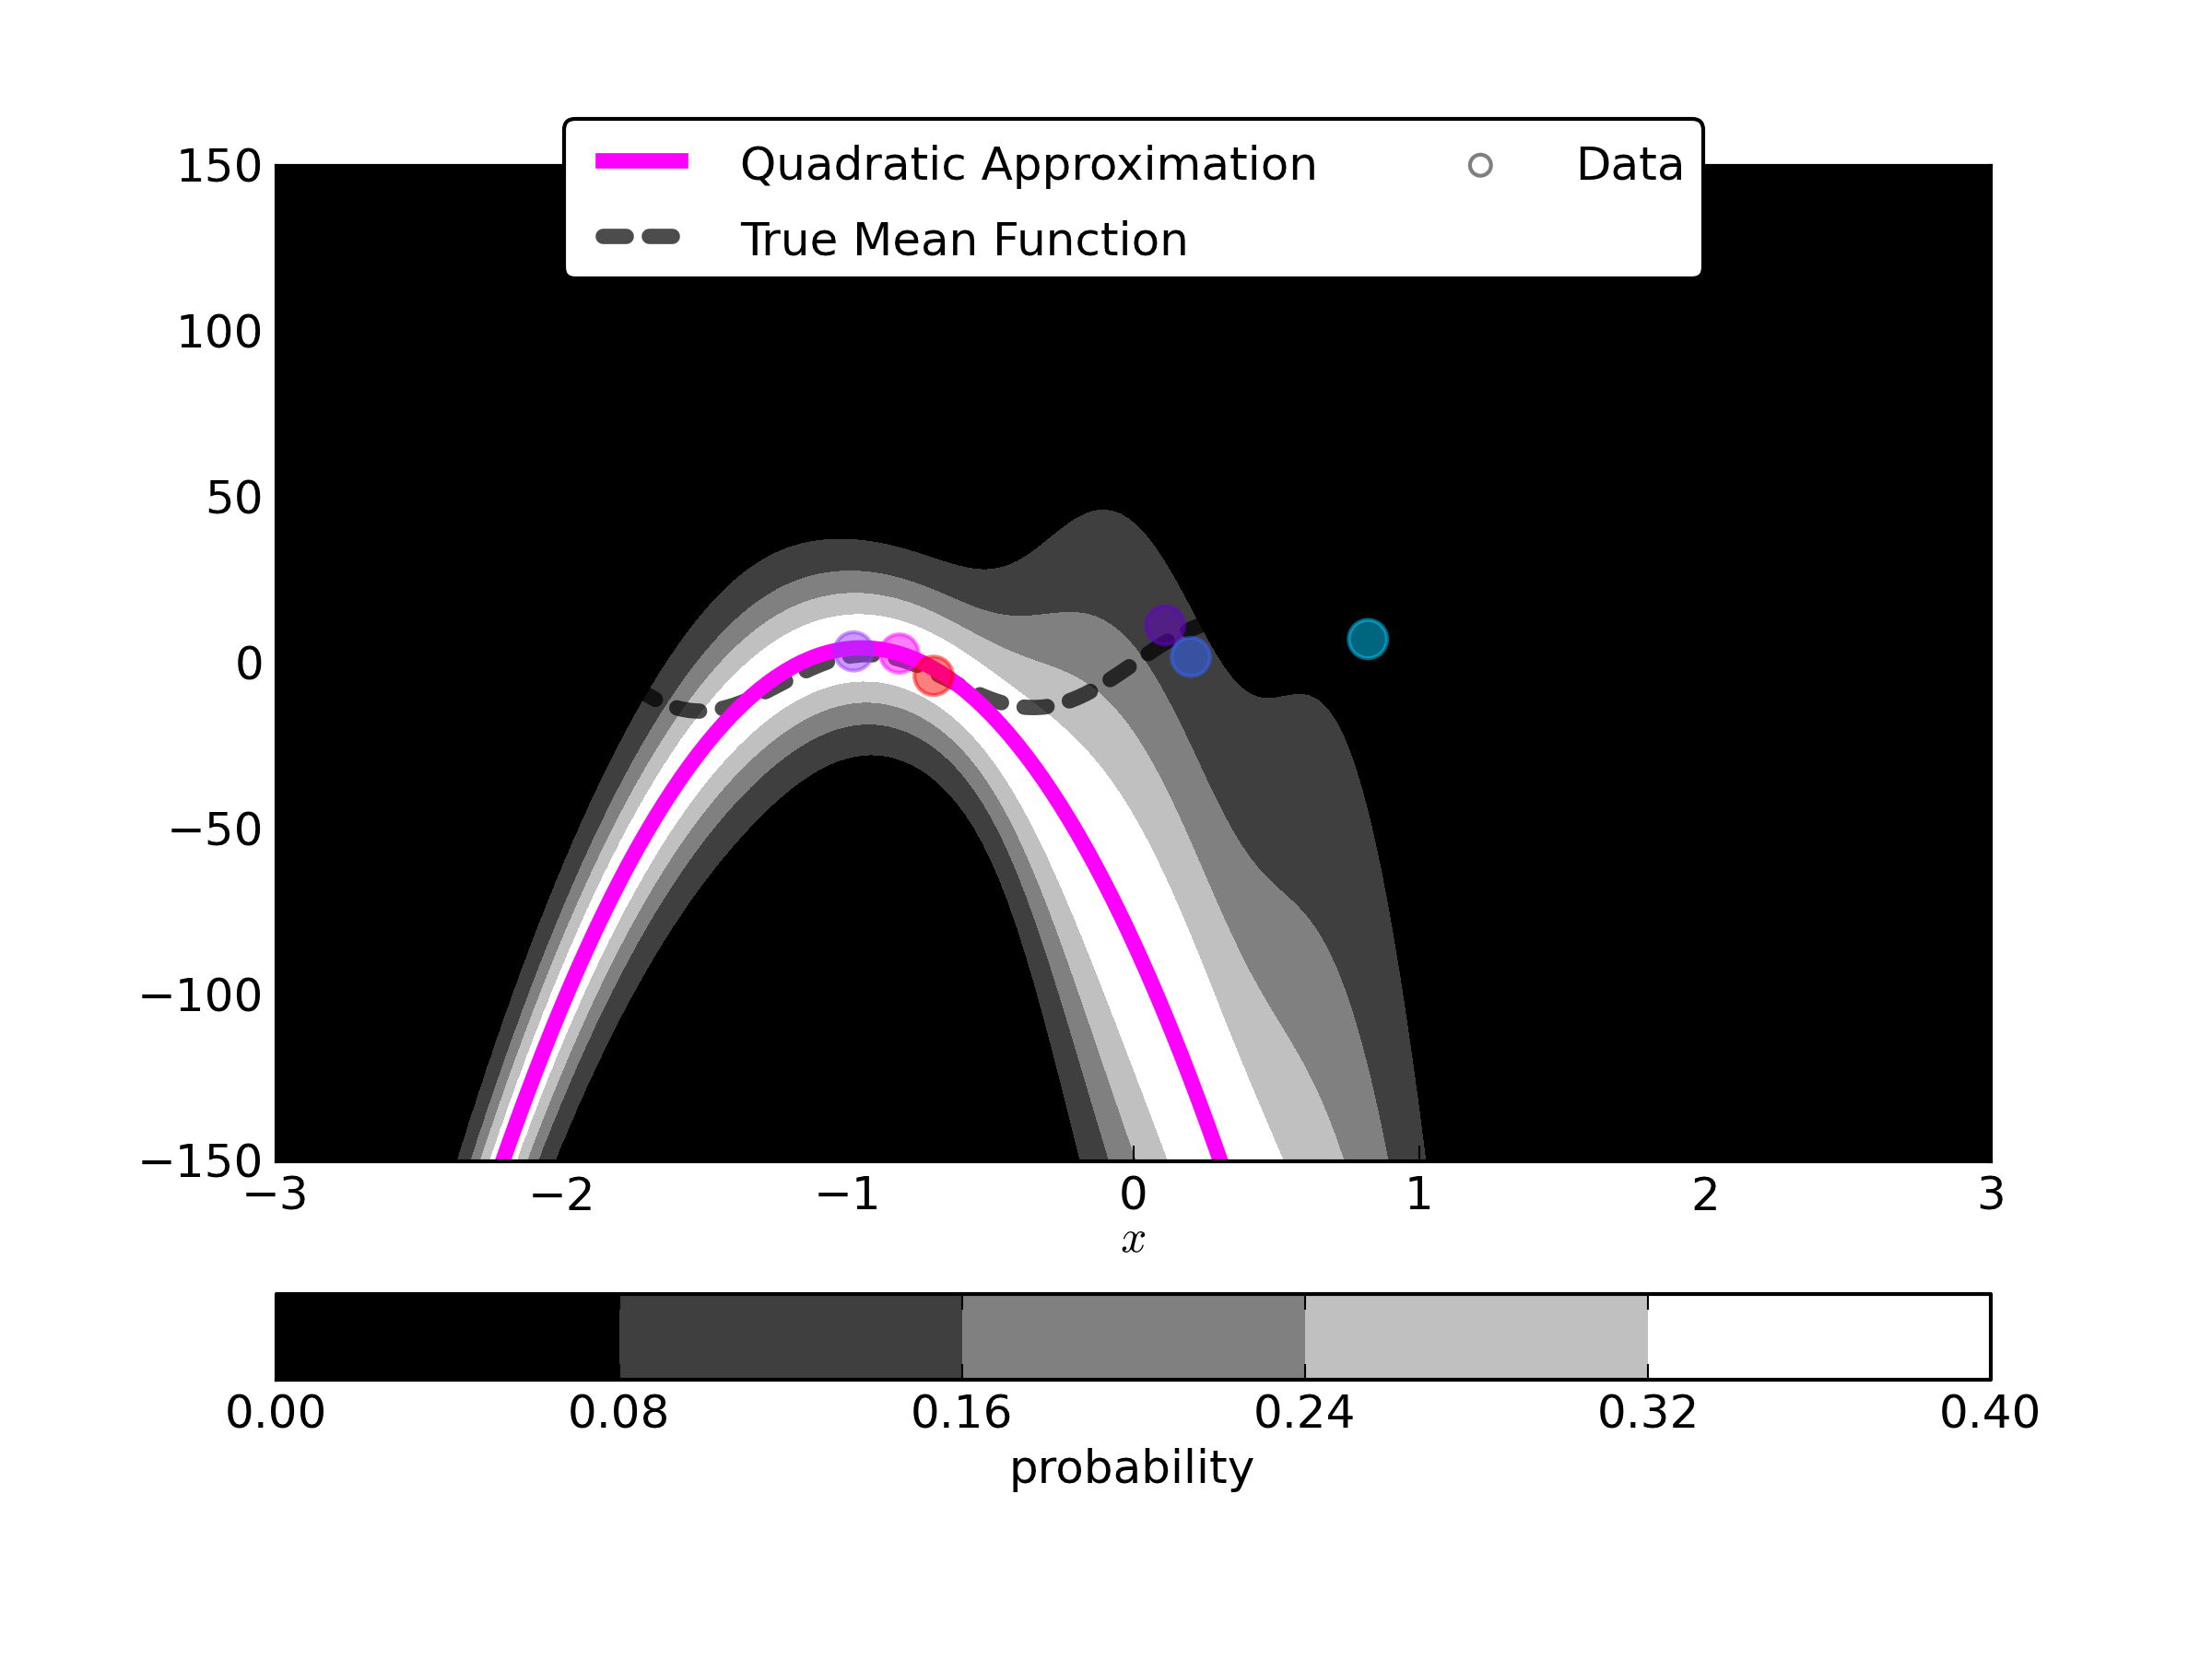 Quadratic Approximation
Data
True Mean Function
150
100
50
0
−50
−100
−150
−3 −2 −1 0 1 2 3
x
0.00 0.08 0.16 0.24 0.32 0.40
probability